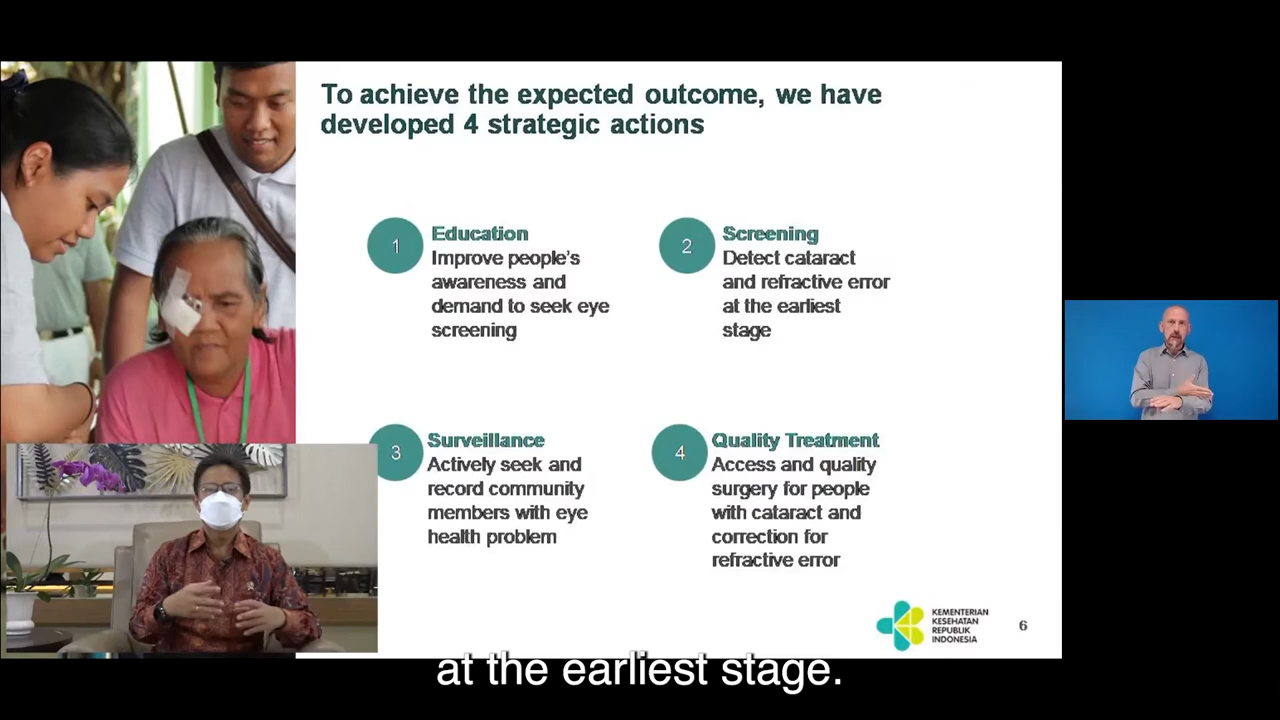 To achieve the expected outcome, we have
developed 4 strategic actions
1
Education
Improve people's
awareness and
demand to seek eye
screening
2
Screening
Detect cataract
and refractive error
at the earliest
stage
3
Surveillance
Actively seek and
record community
members with eye
health problem
4
Quality Treatment
Access and quality
surgery for people
with cataract and
correction for
refractive error
KEMENTERIAN
KESEHATAN
REPUBLIK
INDONESIA
6
at the earliest stage.